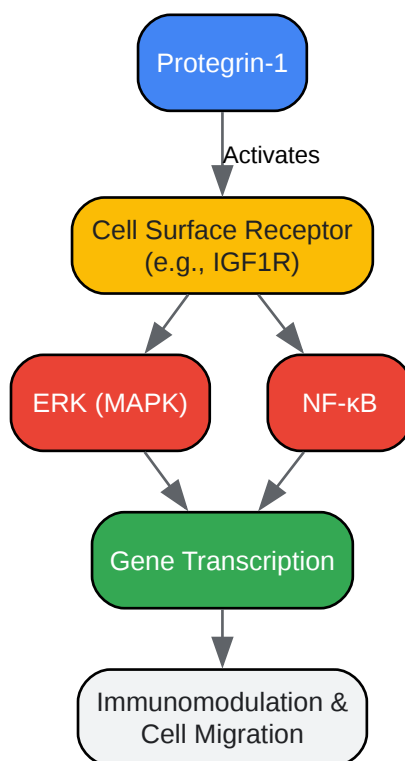 Protegrin-1
Activates
Cell Surface Receptor
(e.g., IGF1R)
ERK (MAPK)
NF-κB
Gene Transcription
Immunomodulation &
Cell Migration